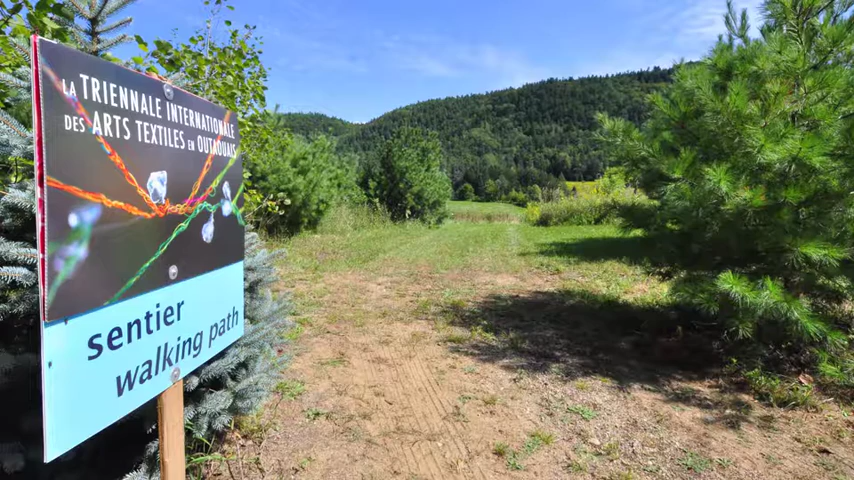 LA TRIENNALE INTERNATIONALE
DES ARTS TEXTILES EN OUTAOUAIS
sentier
walking path